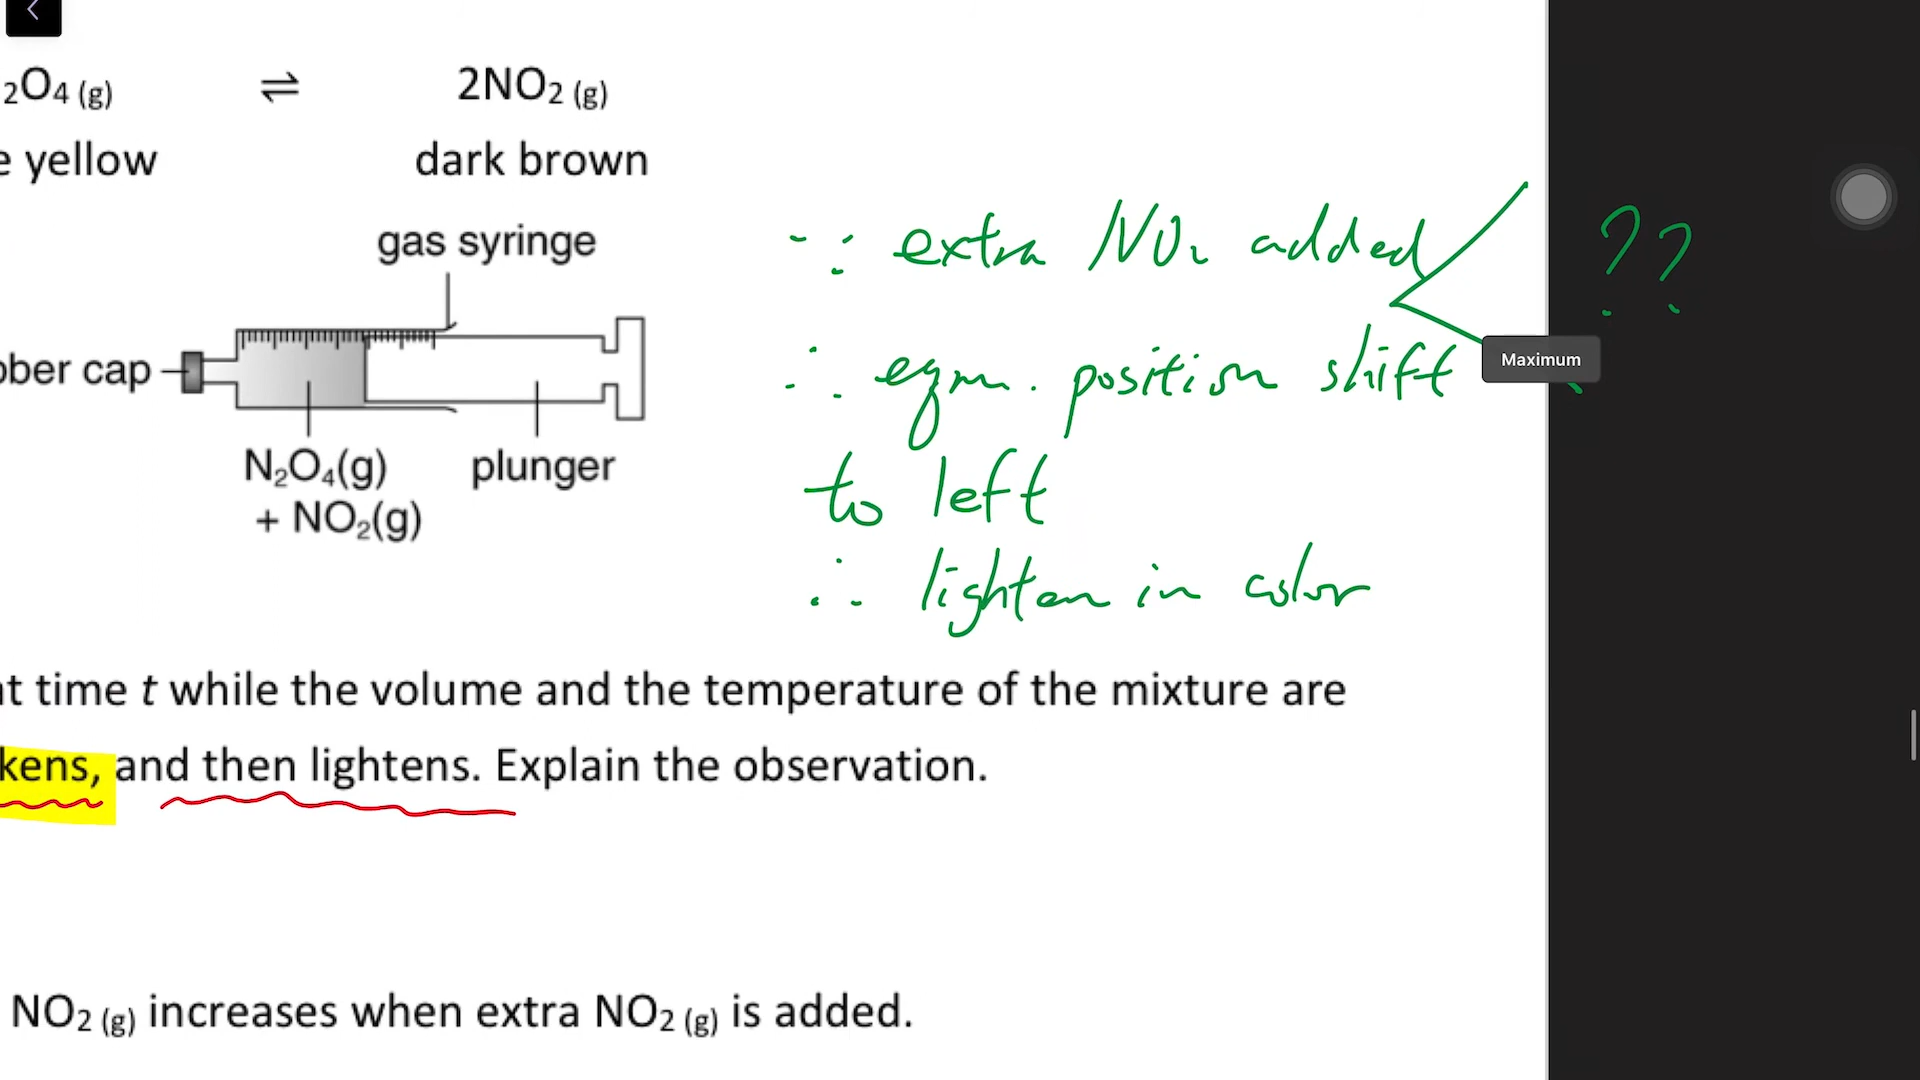 2O4 (g) ⇌ 2NO2 (g)
yellow dark brown
gas syringe
∵ extra NO2 added ??
Maximum
∴ eqm. position shift
cap
to left
N2O4(g) plunger
+ NO2(g)
∴ lighten in color
time t while the volume and the temperature of the mixture are
kens, and then lightens. Explain the observation.
NO2 (g) increases when extra NO2 (g) is added.